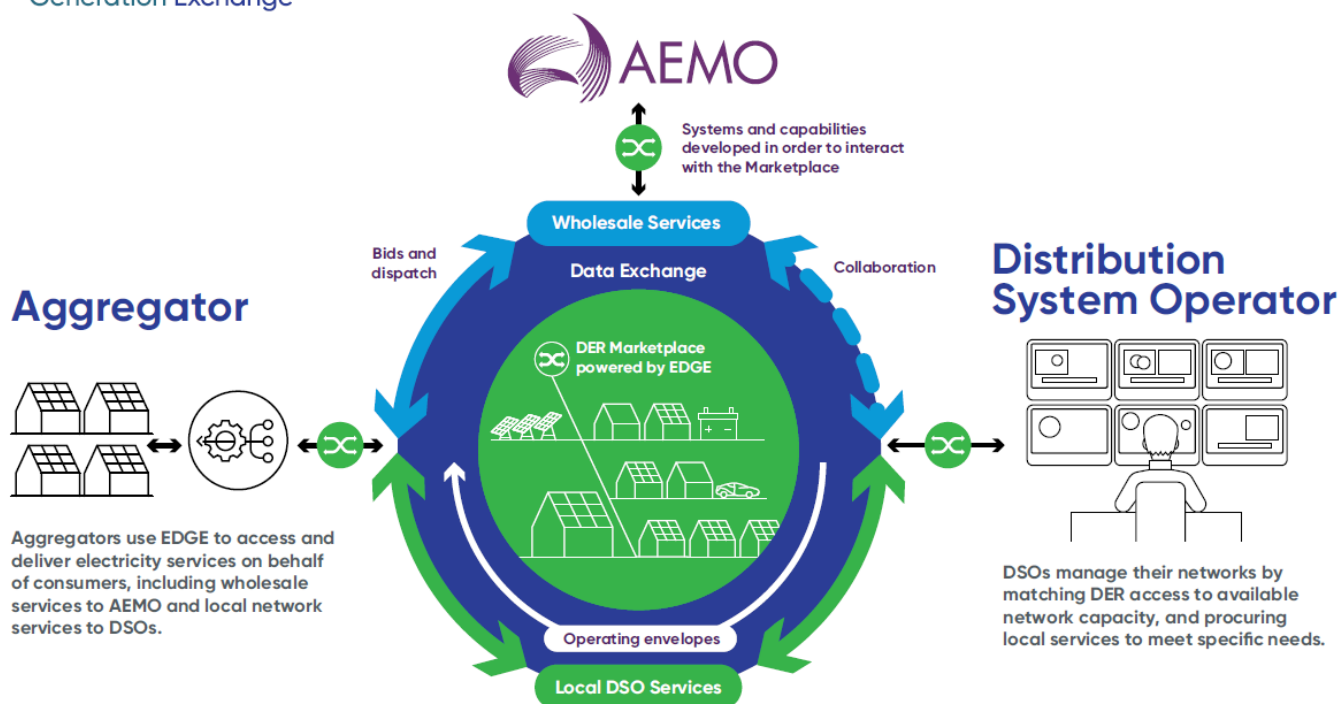 Generation Exchange
AEMO
Systems and capabilities
developed in order to interact
with the Marketplace
Wholesale Services
Bids and
dispatch
Data Exchange
Collaboration
Aggregator
Distribution
System Operator
DER Marketplace
powered by EDGE
Aggregators use EDGE to access and
deliver electricity services on behalf
of consumers, including wholesale
services to AEMO and local network
services to DSOs.
DSOs manage their networks by
matching DER access to available
network capacity, and procuring
local services to meet specific needs.
Operating envelopes
Local DSO Services